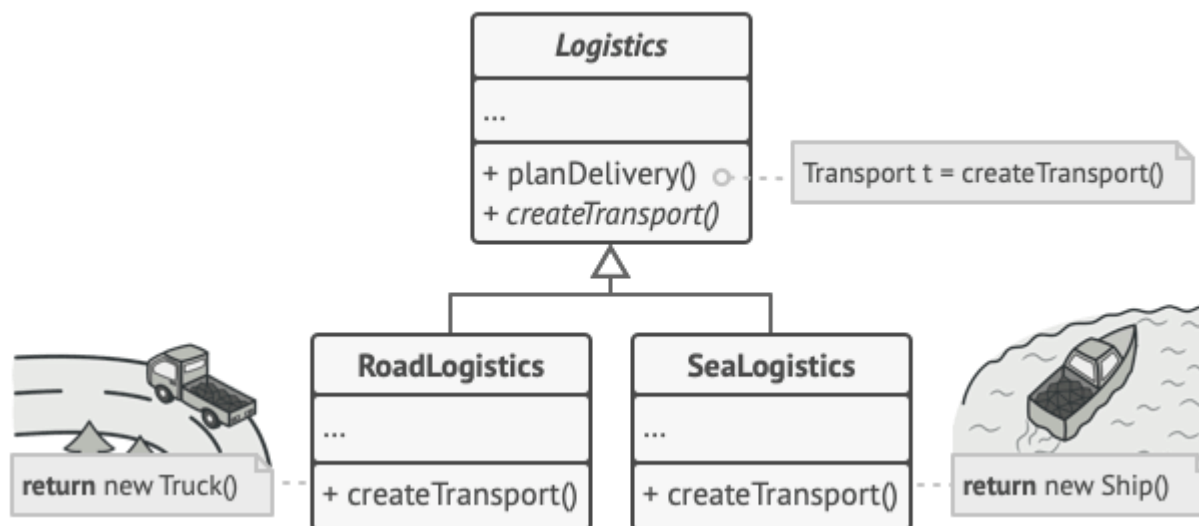 Logistics
...
+ planDelivery()
Transport t = createTransport()
+ createTransport()
RoadLogistics
...
+ createTransport()
return new Truck()
SeaLogistics
...
+ createTransport()
return new Ship()